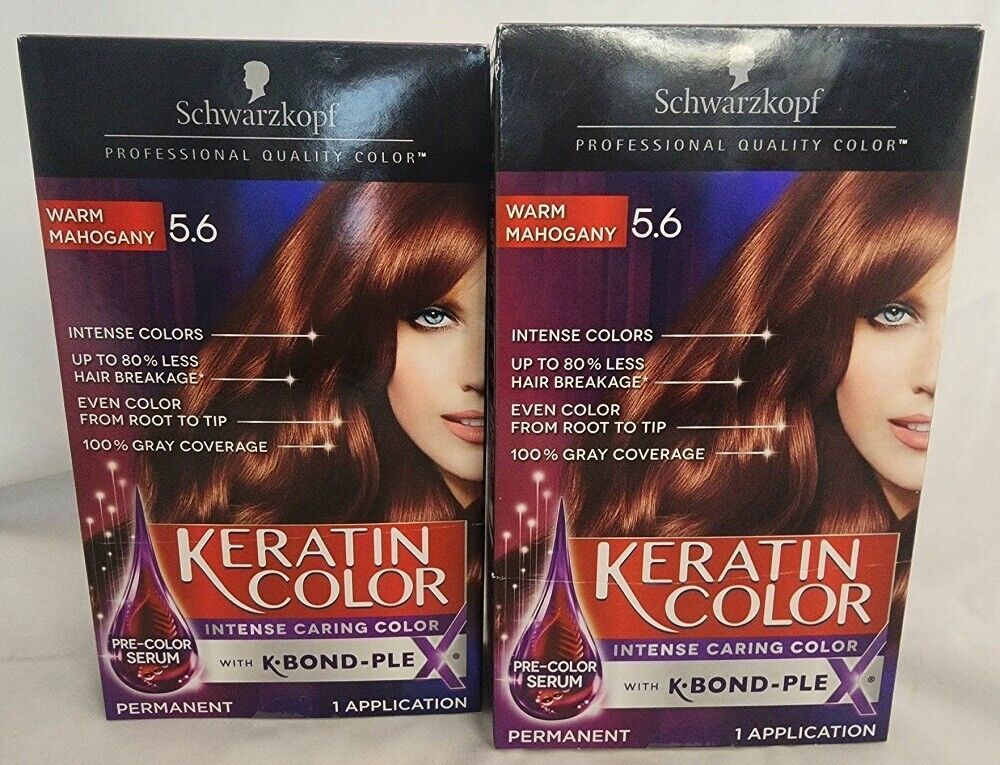 Schwarzkopf
PROFESSIONAL QUALITY COLOR™
WARM
MAHOGANY 5.6
INTENSE COLORS
UP TO 80% LESS
HAIR BREAKAGE*
EVEN COLOR
FROM ROOT TO TIP
100% GRAY COVERAGE
KERATIN
COLOR
INTENSE CARING COLOR
PRE-COLOR
SERUM
WITH K•BOND-PLEX®
PERMANENT
1 APPLICATION
Schwarzkopf
PROFESSIONAL QUALITY COLOR™
WARM
MAHOGANY 5.6
INTENSE COLORS
UP TO 80% LESS
HAIR BREAKAGE*
EVEN COLOR
FROM ROOT TO TIP
100% GRAY COVERAGE
KERATIN
COLOR
INTENSE CARING COLOR
PRE-COLOR
SERUM
WITH K•BOND-PLEX®
PERMANENT
1 APPLICATION